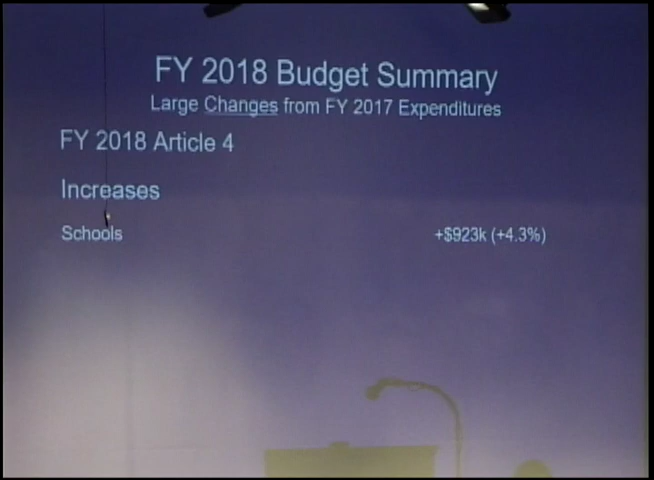 FY 2018 Budget Summary
Large Changes from FY 2017 Expenditures
FY 2018 Article 4
Increases
Schools +$923k (+4.3%)